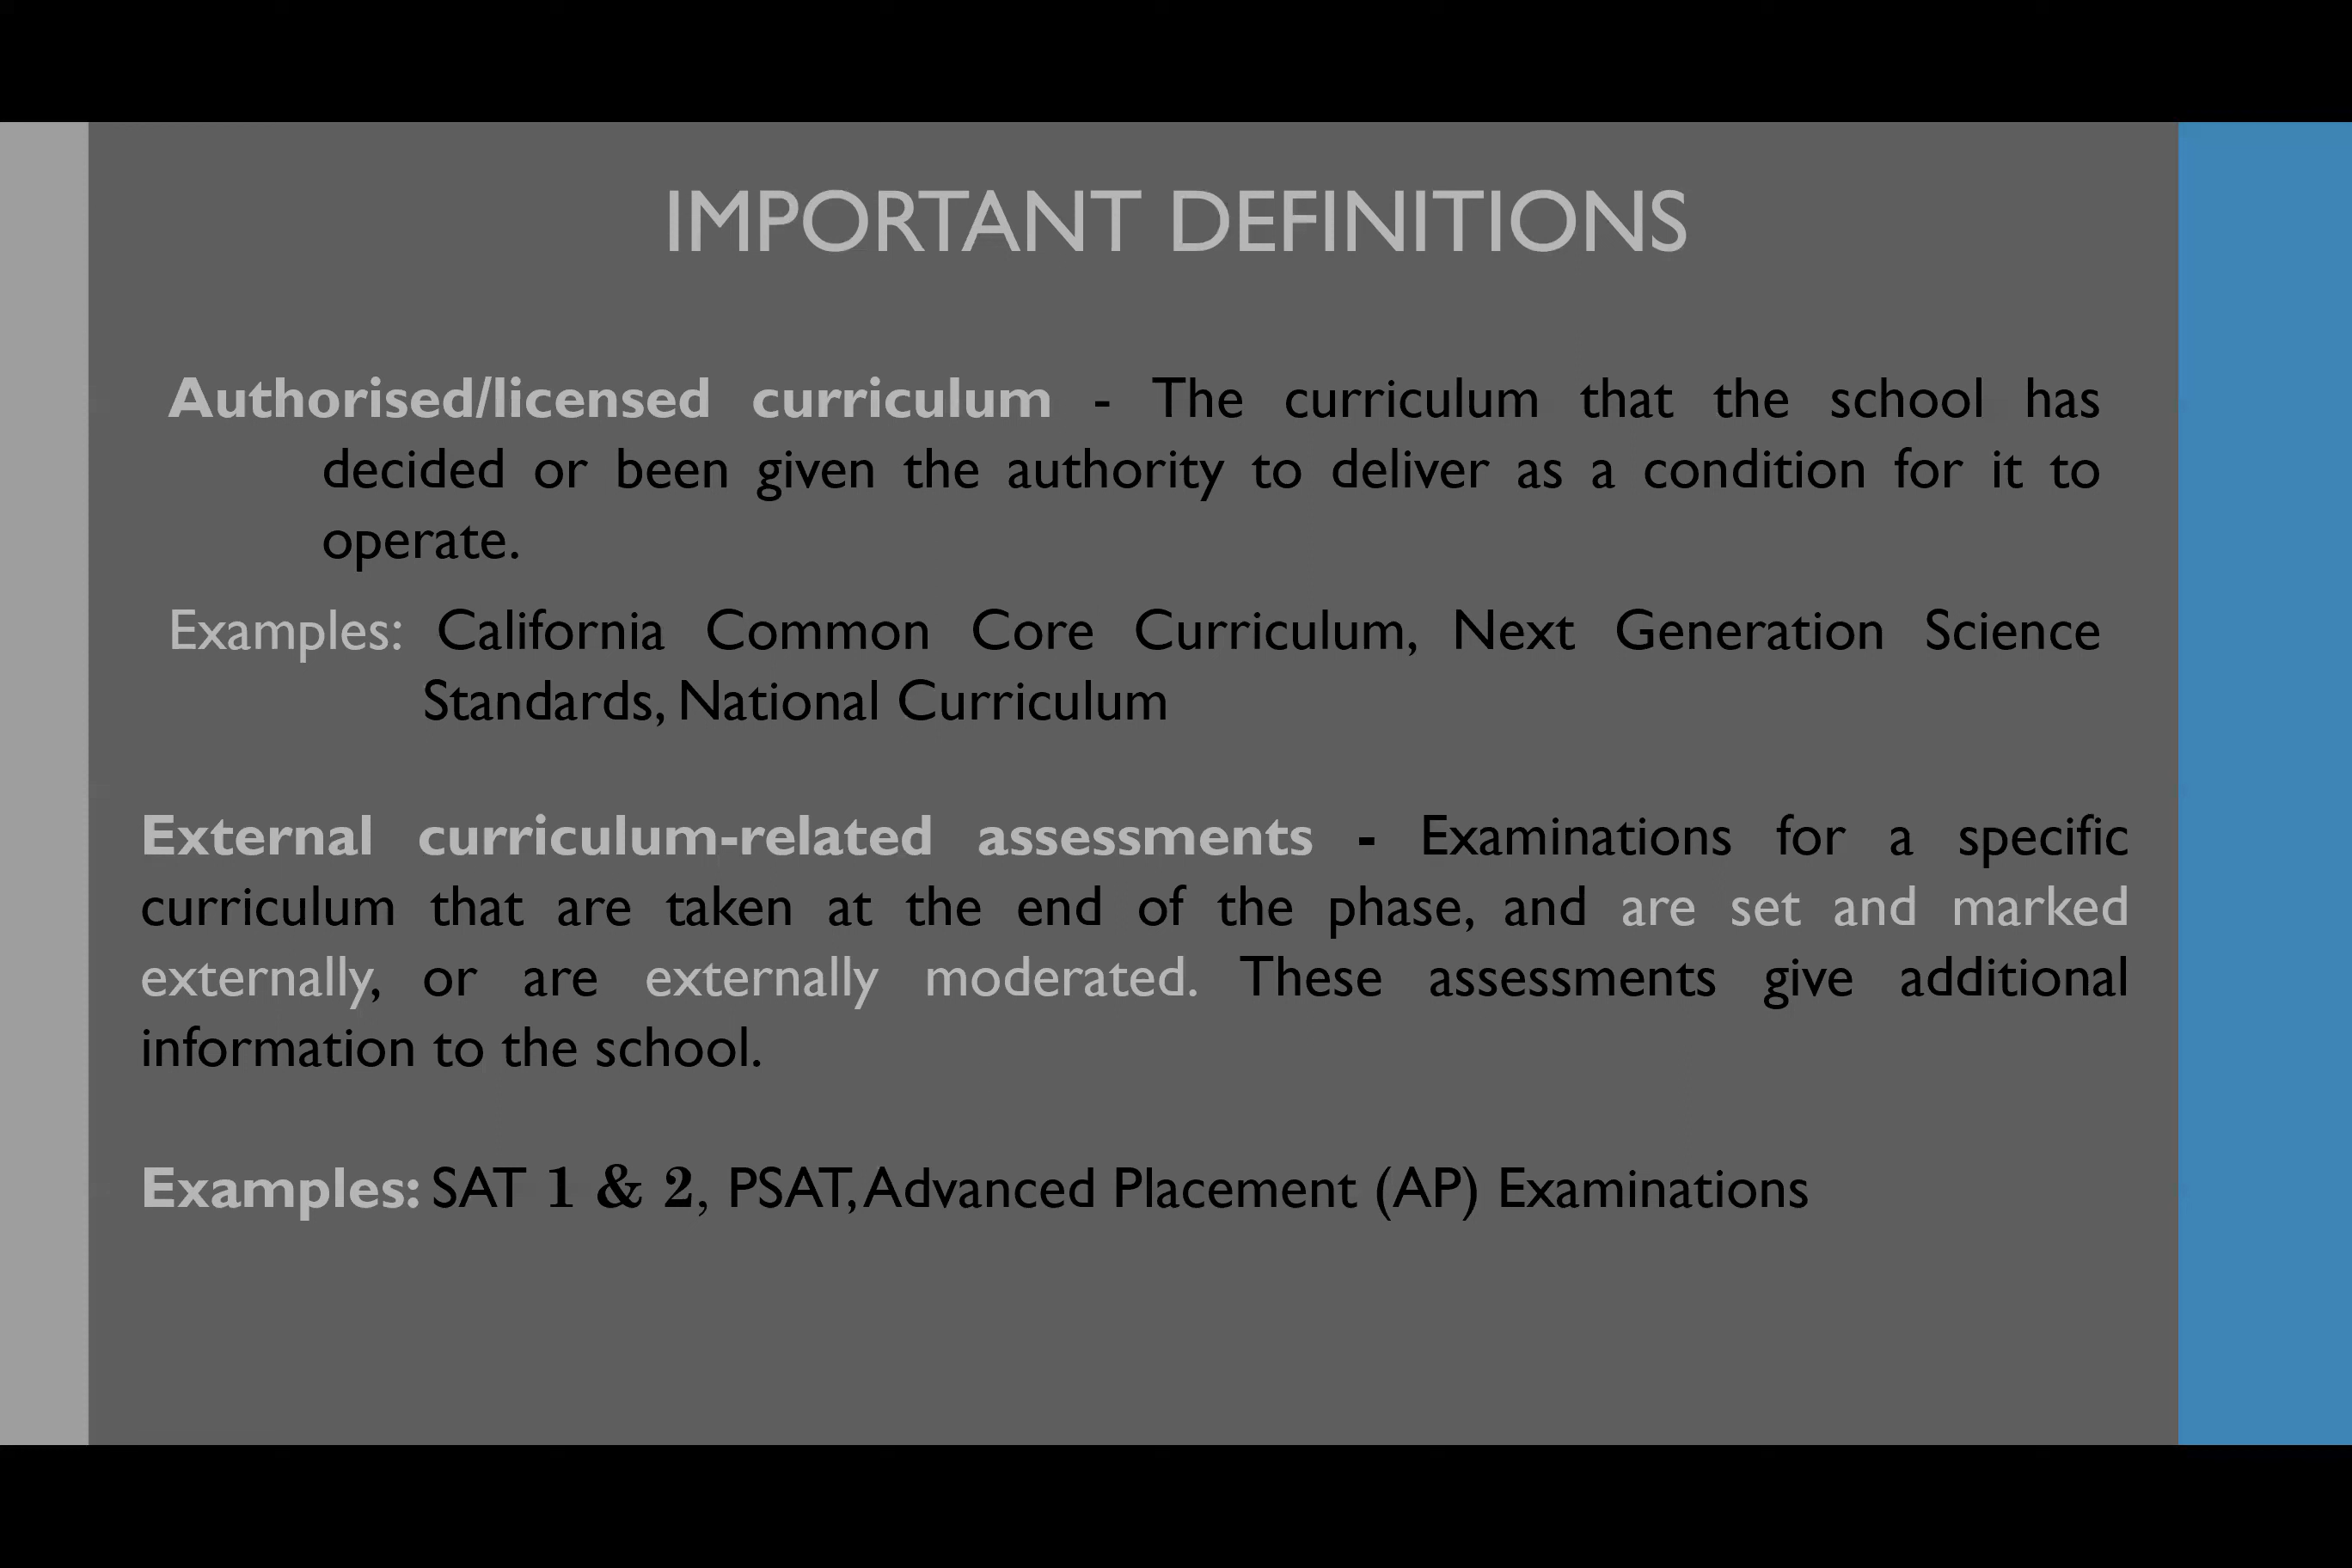 IMPORTANT DEFINITIONS
Authorised/licensed curriculum - The curriculum that the school has
decided or been given the authority to deliver as a condition for it to
operate.
Examples: California Common Core Curriculum, Next Generation Science
Standards, National Curriculum
External curriculum-related assessments - Examinations for a specific
curriculum that are taken at the end of the phase, and are set and marked
externally, or are externally moderated. These assessments give additional
information to the school.
Examples: SAT 1 & 2, PSAT, Advanced Placement (AP) Examinations